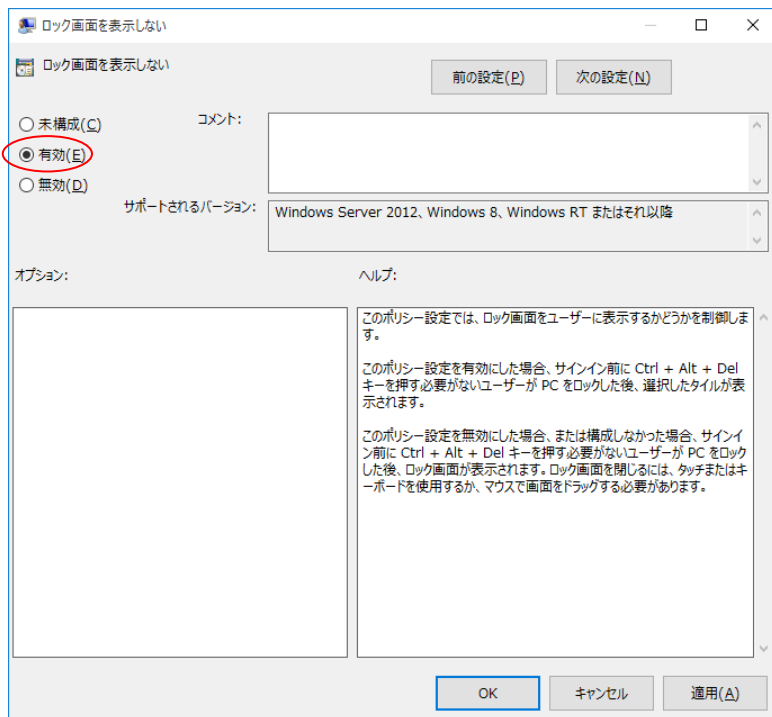 ロック画面を表示しない
ロック画面を表示しない
前の設定(P)
次の設定(N)
未構成(C)
有効(E)
無効(D)
コメント:
サポートされるバージョン:
Windows Server 2012、Windows 8、Windows RT またはそれ以降
オプション:
ヘルプ:
このポリシー設定では、ロック画面をユーザーに表示するかどうかを制御しま
す。
このポリシー設定を有効にした場合、サインイン前に Ctrl + Alt + Del
キーを押す必要がないユーザーが PC をロックした後、選択したタイルが表
示されます。
このポリシー設定を無効にした場合、または構成しなかった場合、サインイ
ン前に Ctrl + Alt + Del キーを押す必要がないユーザーが PC をロック
した後、ロック画面が表示されます。ロック画面を閉じるには、タッチまたはキ
ーボードを使用するか、マウスで画面をドラッグする必要があります。
OK
キャンセル
適用(A)